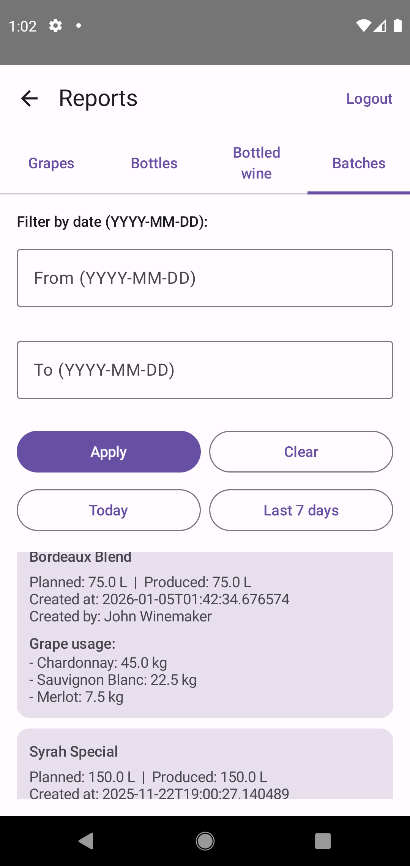 1:02
Reports
Logout
Grapes
Bottles
Bottled
wine
Batches
Filter by date (YYYY-MM-DD):
From (YYYY-MM-DD)
To (YYYY-MM-DD)
Apply
Clear
Today
Last 7 days
Bordeaux Blend
Planned: 75.0 L | Produced: 75.0 L
Created at: 2026-01-05T01:42:34.676574
Created by: John Winemaker
Grape usage:
- Chardonnay: 45.0 kg
- Sauvignon Blanc: 22.5 kg
- Merlot: 7.5 kg
Syrah Special
Planned: 150.0 L | Produced: 150.0 L
Created at: 2025-11-22T19:00:27.140489